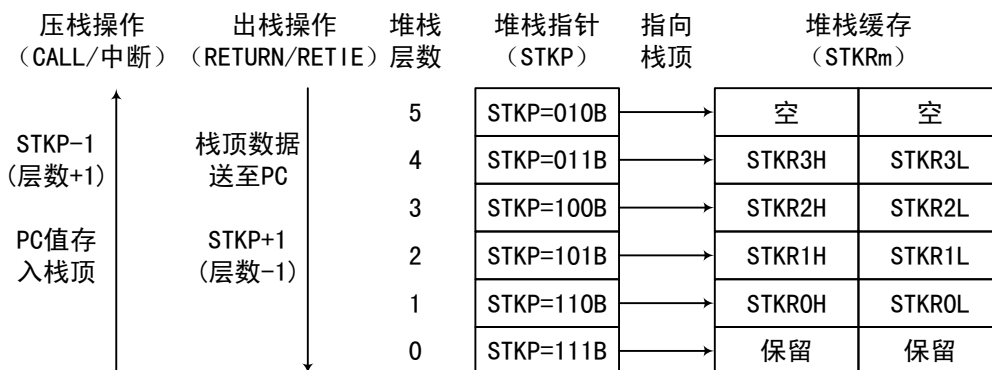 压栈操作 出栈操作 堆栈 堆栈指针 指向 堆栈缓存
（CALL/中断） （RETURN/RETIE） 层数 （STKP） 栈顶 （STKRm）
5 STKP=010B 空 空
STKP-1 栈顶数据
4 STKP=011B STKR3H STKR3L
(层数+1) 送至PC
3 STKP=100B STKR2H STKR2L
PC值存 STKP+1
2 STKP=101B STKR1H STKR1L
入栈顶 (层数-1)
1 STKP=110B STKR0H STKR0L
0 STKP=111B 保留 保留